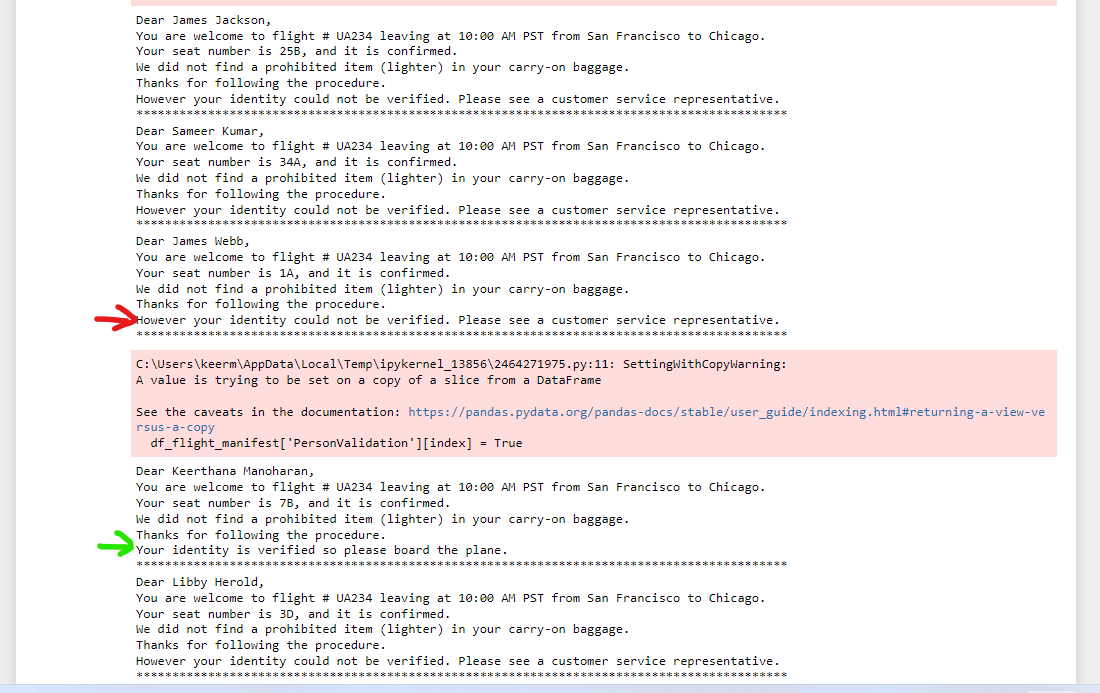 Dear James Jackson,
You are welcome to flight # UA234 leaving at 10:00 AM PST from San Francisco to Chicago.
Your seat number is 25B, and it is confirmed.
We did not find a prohibited item (lighter) in your carry-on baggage.
Thanks for following the procedure.
However your identity could not be verified. Please see a customer service representative.
*******************************************************************************************
Dear Sameer Kumar,
You are welcome to flight # UA234 leaving at 10:00 AM PST from San Francisco to Chicago.
Your seat number is 34A, and it is confirmed.
We did not find a prohibited item (lighter) in your carry-on baggage.
Thanks for following the procedure.
However your identity could not be verified. Please see a customer service representative.
*******************************************************************************************
Dear James Webb,
You are welcome to flight # UA234 leaving at 10:00 AM PST from San Francisco to Chicago.
Your seat number is 1A, and it is confirmed.
We did not find a prohibited item (lighter) in your carry-on baggage.
Thanks for following the procedure.
However your identity could not be verified. Please see a customer service representative.
*******************************************************************************************
C:\Users\keerm\AppData\Local\Temp\ipykernel_13856\2464271975.py:11: SettingWithCopyWarning:
A value is trying to be set on a copy of a slice from a DataFrame
See the caveats in the documentation: https://pandas.pydata.org/pandas-docs/stable/user_guide/indexing.html#returning-a-view-ve
rsus-a-copy
df_flight_manifest['PersonValidation'][index] = True
Dear Keerthana Manoharan,
You are welcome to flight # UA234 leaving at 10:00 AM PST from San Francisco to Chicago.
Your seat number is 7B, and it is confirmed.
We did not find a prohibited item (lighter) in your carry-on baggage.
Thanks for following the procedure.
Your identity is verified so please board the plane.
*******************************************************************************************
Dear Libby Herold,
You are welcome to flight # UA234 leaving at 10:00 AM PST from San Francisco to Chicago.
Your seat number is 3D, and it is confirmed.
We did not find a prohibited item (lighter) in your carry-on baggage.
Thanks for following the procedure.
However your identity could not be verified. Please see a customer service representative.
*******************************************************************************************